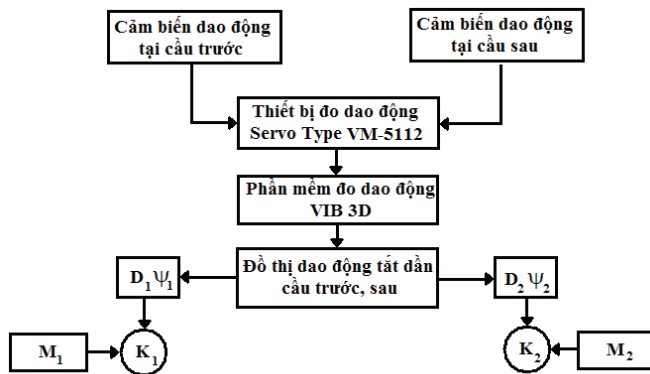 Cảm biến dao động
tại cầu trước
Cảm biến dao động
tại cầu sau
Thiết bị đo dao động
Servo Type VM-5112
Phần mềm đo dao động
VIB 3D
Đồ thị dao động tắt dần
cầu trước, sau
D₁Ψ₁
D₂Ψ₂
M₁
K₁
K₂
M₂